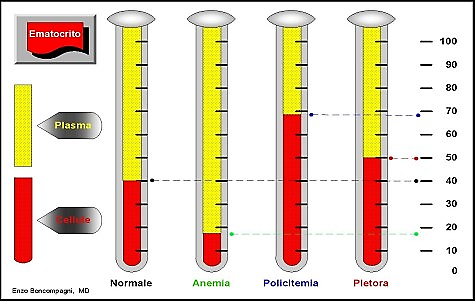 Ematocrito
Plasma
Cellule
100
90
80
70
60
50
40
30
20
10
0
Normale
Anemia
Policitemia
Pletora
Enzo Boncompagni, MD